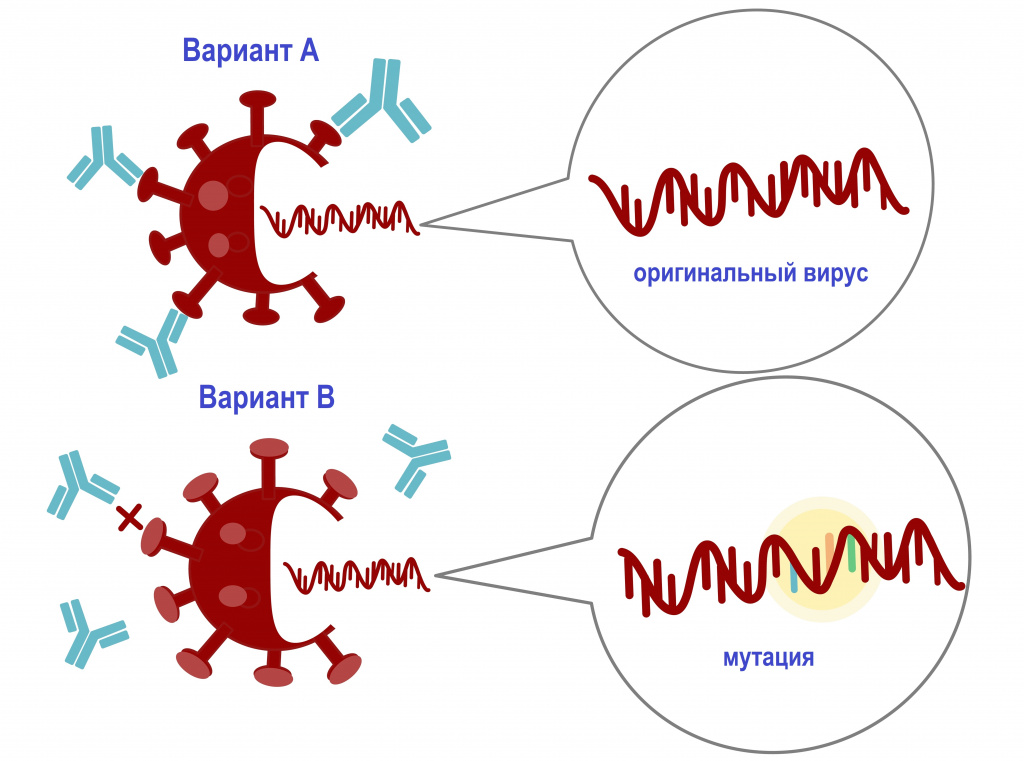 Вариант А
оригинальный вирус
Вариант В
мутация